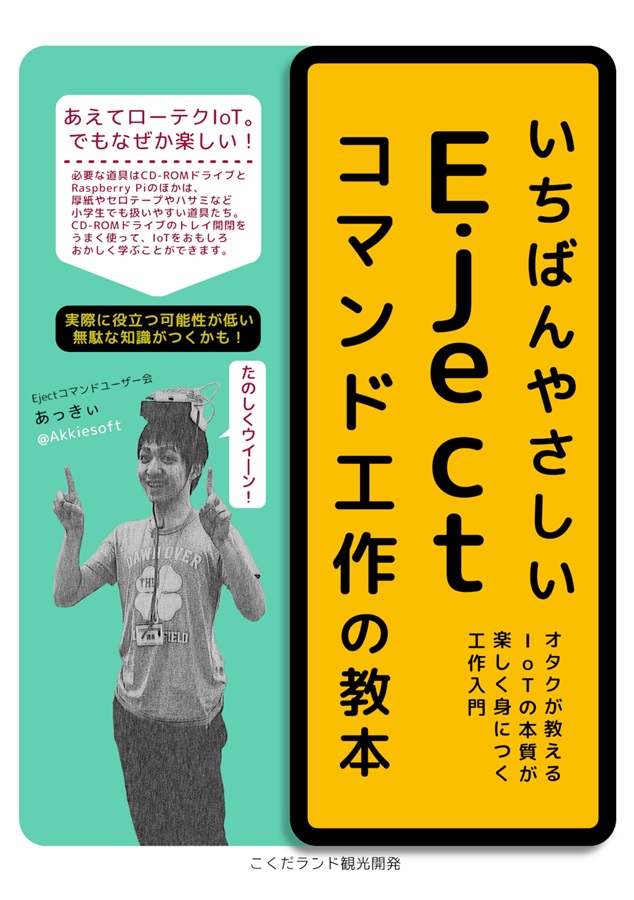 いちばんやさしい
Eject
コマンド工作の教本
オタクが教える
IoTの本質が
楽しく身につく
工作入門
あえてローテクIoT。
でもなぜか楽しい！
必要な道具はCD-ROMドライブと
Raspberry Piのほかは、
厚紙やセロテープやハサミなど
小学生でも扱いやすい道具たち。
CD-ROMドライブのトレイ開閉を
うまく使って、IoTをおもしろ
おかしく学ぶことができます。
実際に役立つ可能性が低い
無駄な知識がつくかも！
Ejectコマンドユーザー会
あっきぃ
@Akkiesoft
たのしくウイーン！
DAWN OVER
THE
FIELD
こくだランド観光開発